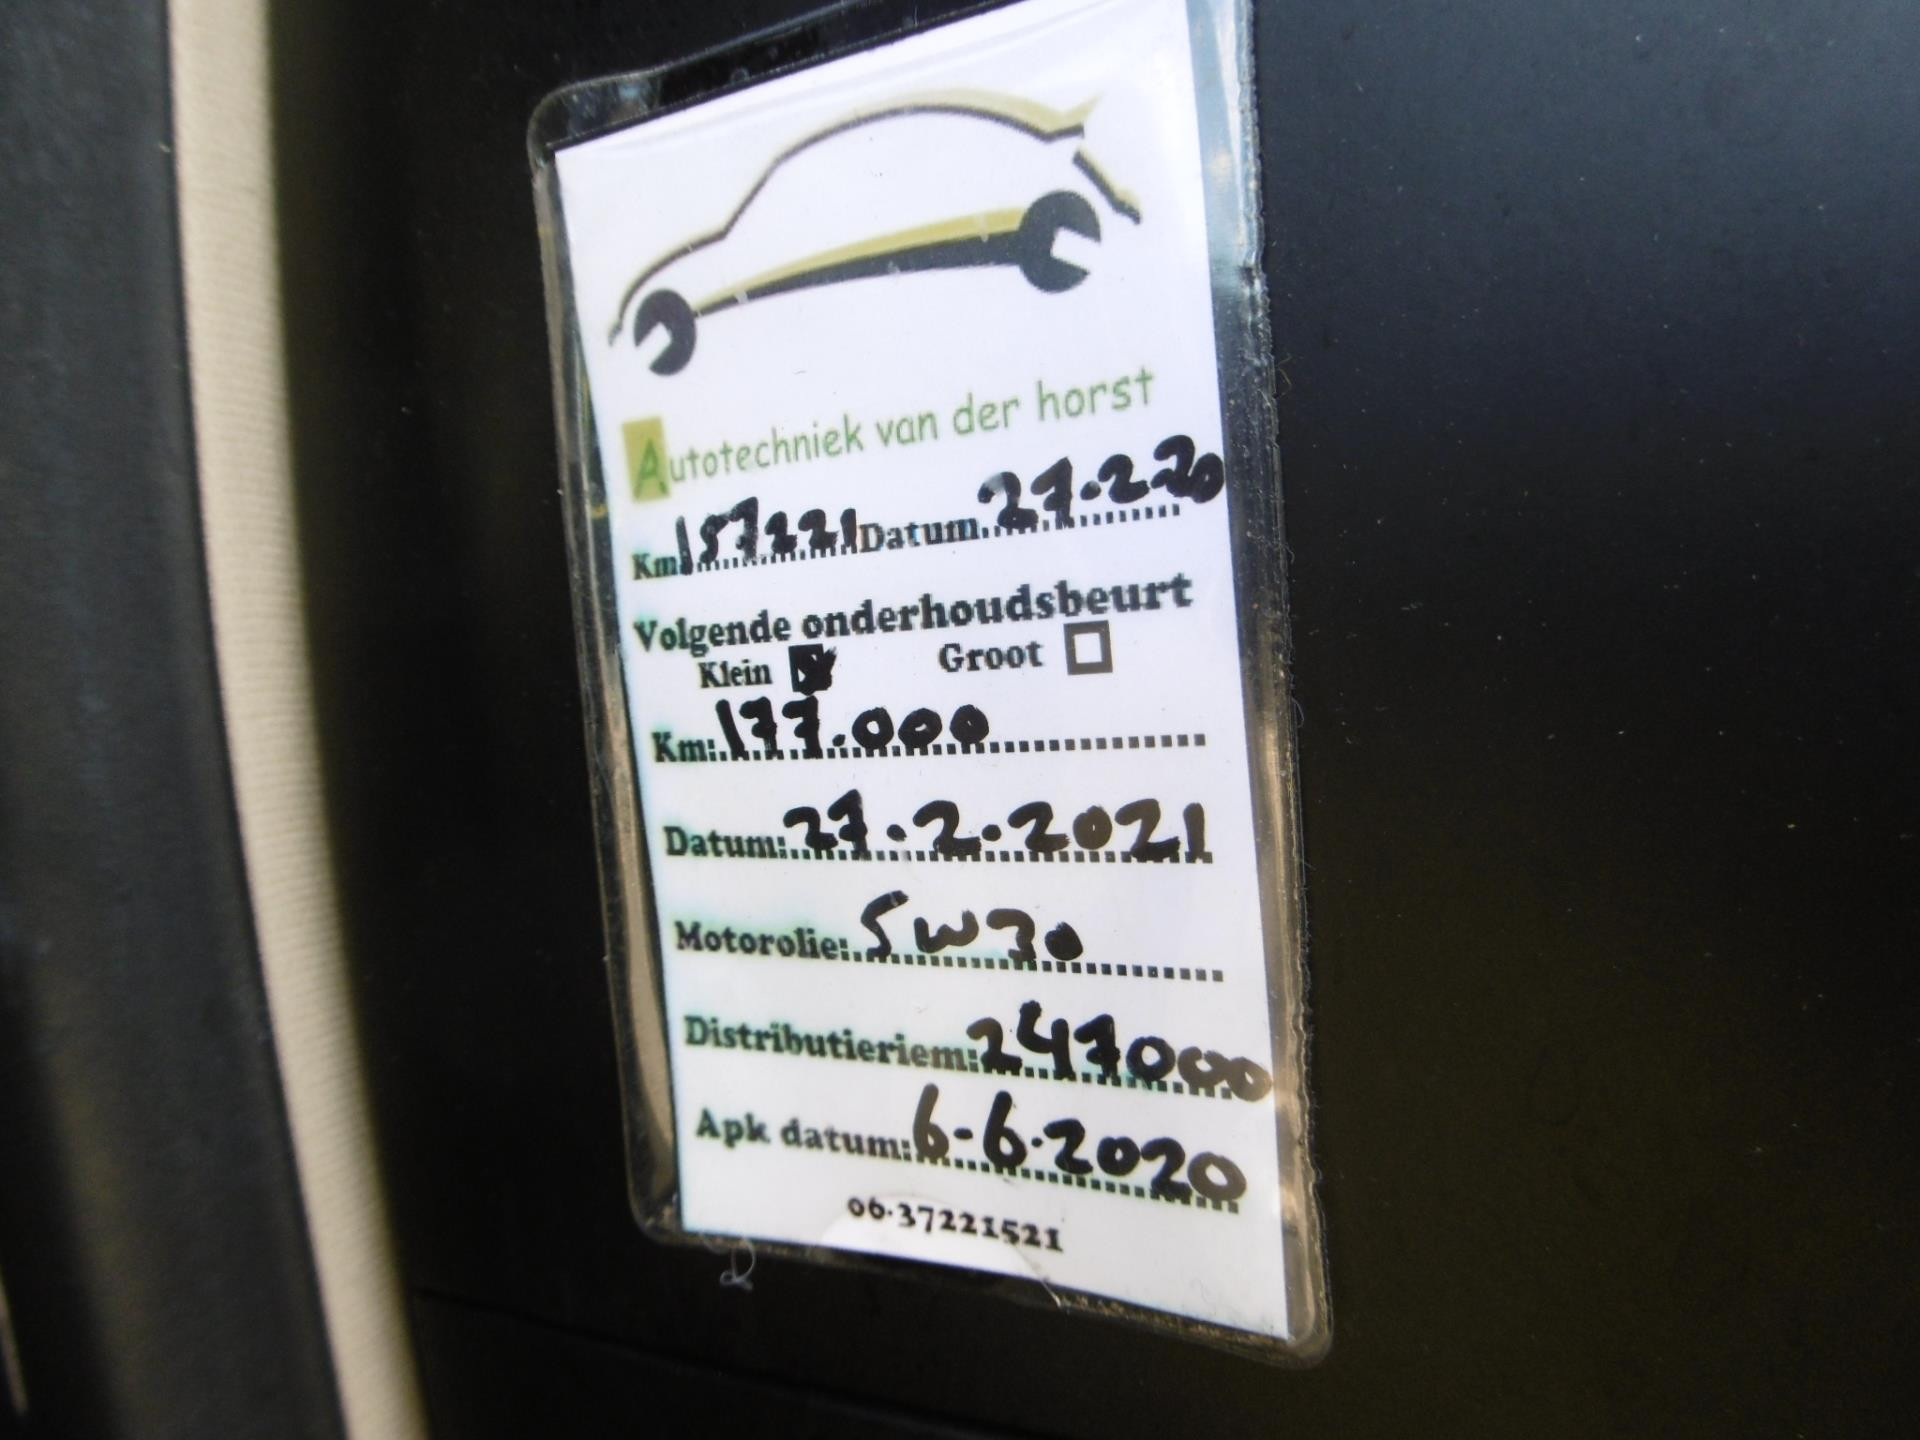 Autotechniek van der horst
Km 157221 Datum 27.2.20
Volgende onderhoudsbeurt
Klein Groot
Km: 177.000
Datum: 27.2.2021
Motorolie: 5W30
Distributieriem: 247000
Apk datum: 6-6.2020
06.37221521